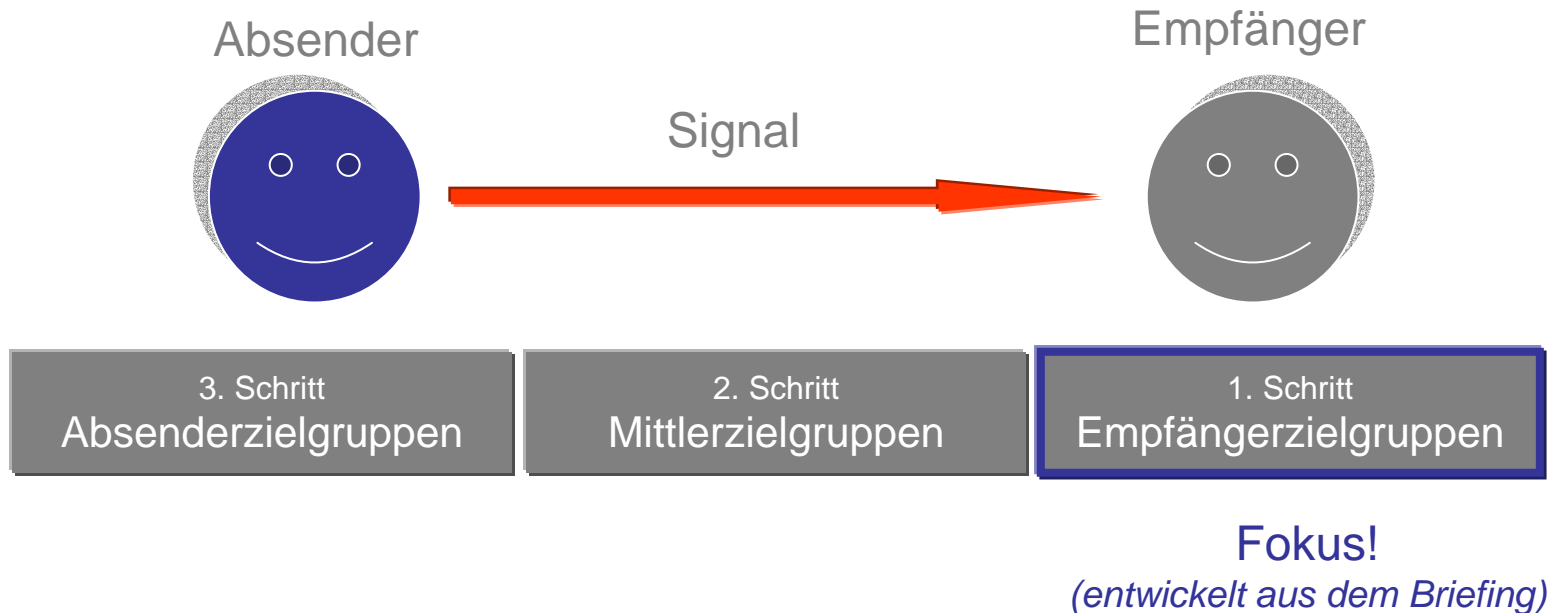 Absender
Empfänger
Signal
3. Schritt
Absenderzielgruppen
2. Schritt
Mittlerzielgruppen
1. Schritt
Empfängerzielgruppen
Fokus!
(entwickelt aus dem Briefing)